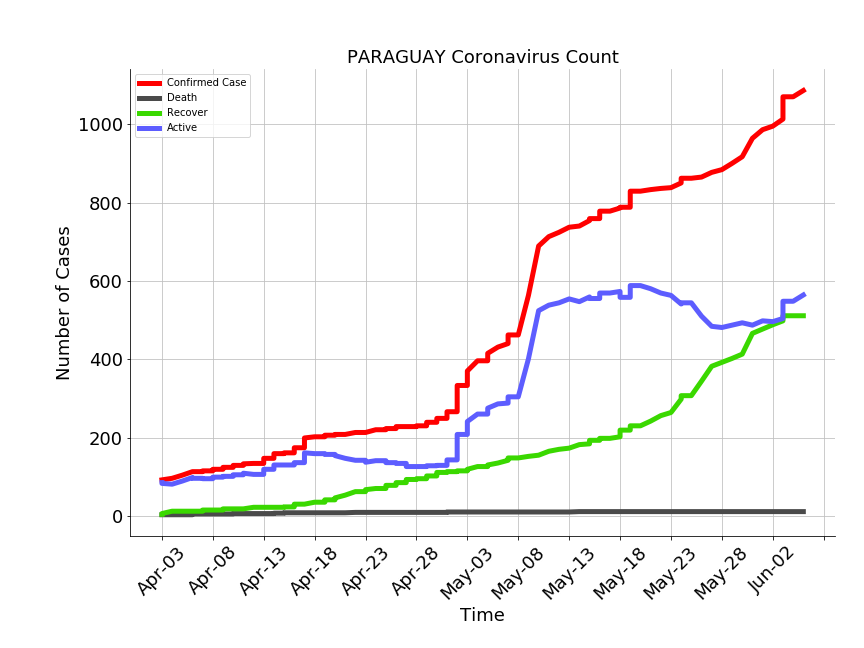 PARAGUAY Coronavirus Count
Confirmed Case
Death
Recover
Active
Number of Cases
1000
800
600
400
200
0
Apr-03
Apr-08
Apr-13
Apr-18
Apr-23
Apr-28
May-03
May-08
May-13
May-18
May-23
May-28
Jun-02
Time